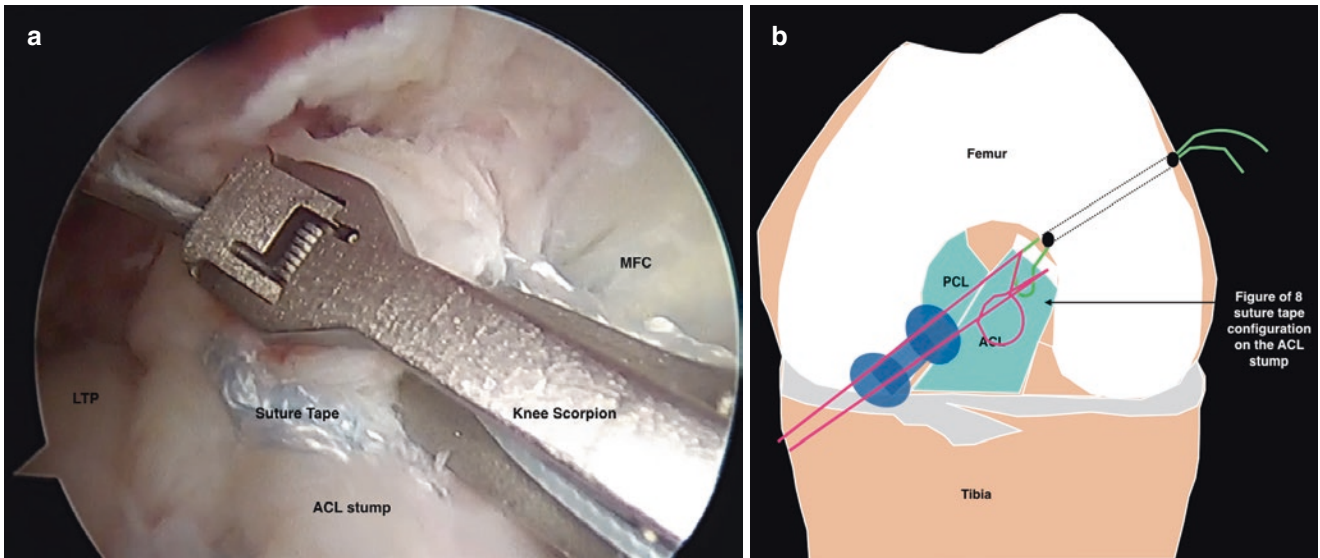 a
MFC
LTP
Suture Tape
Knee Scorpion
ACL stump
b
Femur
PCL
ACL
Figure of 8
suture tape
configuration
on the ACL
stump
Tibia